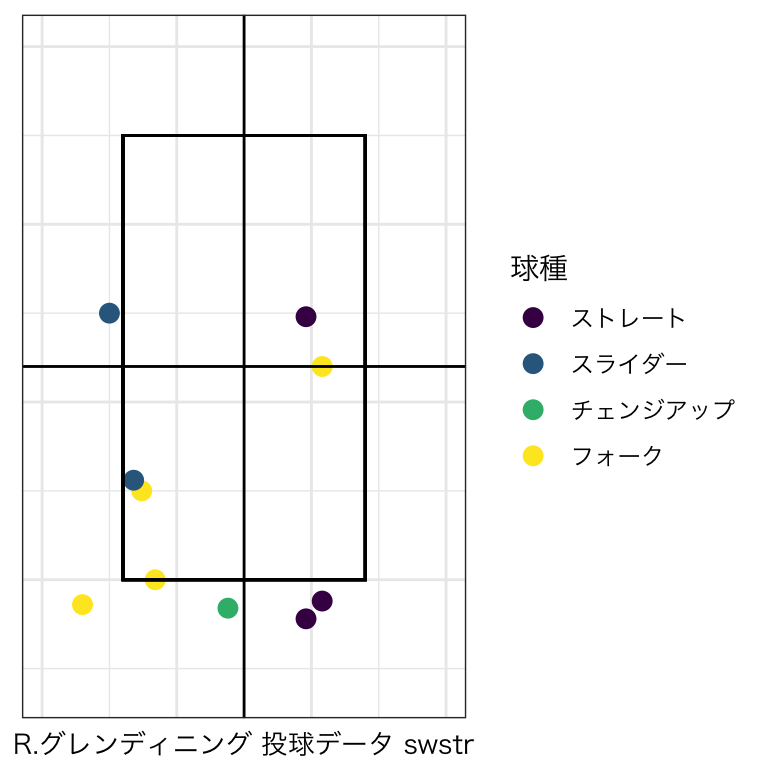 球種
ストレート
スライダー
チェンジアップ
フォーク
R.グレンディニング 投球データ swstr